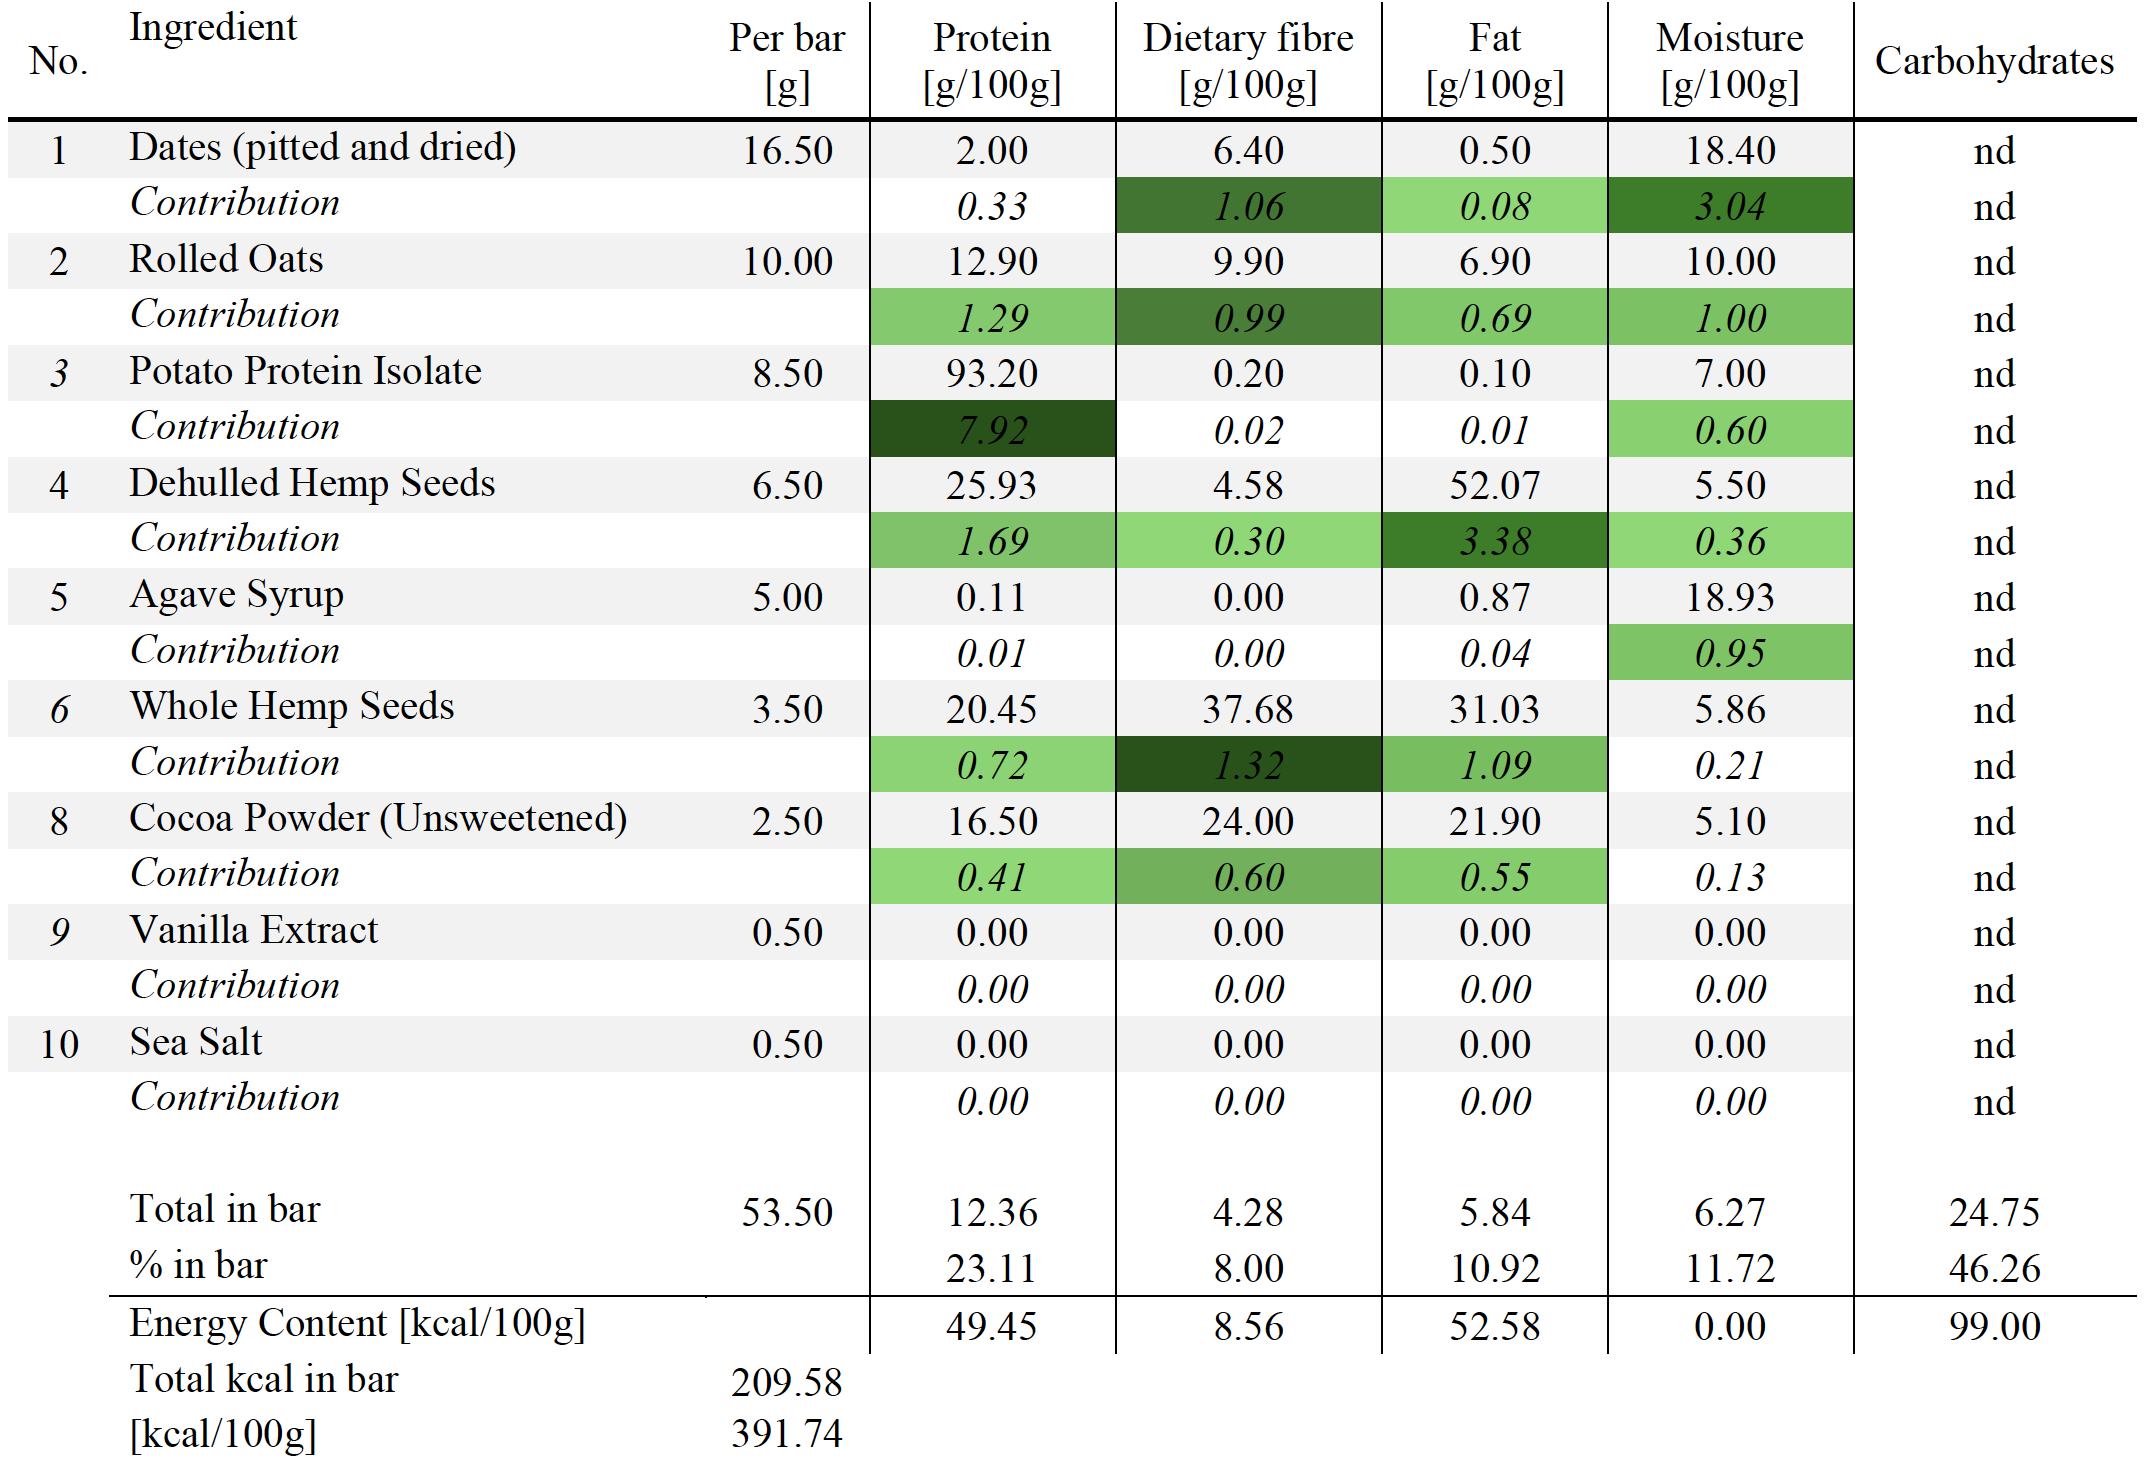 No. Ingredient Per bar [g] Protein [g/100g] Dietary fibre [g/100g] Fat [g/100g] Moisture [g/100g] Carbohydrates
1 Dates (pitted and dried) 16.50 2.00 6.40 0.50 18.40 nd
Contribution 0.33 1.06 0.08 3.04 nd
2 Rolled Oats 10.00 12.90 9.90 6.90 10.00 nd
Contribution 1.29 0.99 0.69 1.00 nd
3 Potato Protein Isolate 8.50 93.20 0.20 0.10 7.00 nd
Contribution 7.92 0.02 0.01 0.60 nd
4 Dehulled Hemp Seeds 6.50 25.93 4.58 52.07 5.50 nd
Contribution 1.69 0.30 3.38 0.36 nd
5 Agave Syrup 5.00 0.11 0.00 0.87 18.93 nd
Contribution 0.01 0.00 0.04 0.95 nd
6 Whole Hemp Seeds 3.50 20.45 37.68 31.03 5.86 nd
Contribution 0.72 1.32 1.09 0.21 nd
8 Cocoa Powder (Unsweetened) 2.50 16.50 24.00 21.90 5.10 nd
Contribution 0.41 0.60 0.55 0.13 nd
9 Vanilla Extract 0.50 0.00 0.00 0.00 0.00 nd
Contribution 0.00 0.00 0.00 0.00 nd
10 Sea Salt 0.50 0.00 0.00 0.00 0.00 nd
Contribution 0.00 0.00 0.00 0.00 nd
Total in bar 53.50 12.36 4.28 5.84 6.27 24.75
% in bar 23.11 8.00 10.92 11.72 46.26
Energy Content [kcal/100g] 49.45 8.56 52.58 0.00 99.00
Total kcal in bar 209.58
[kcal/100g] 391.74